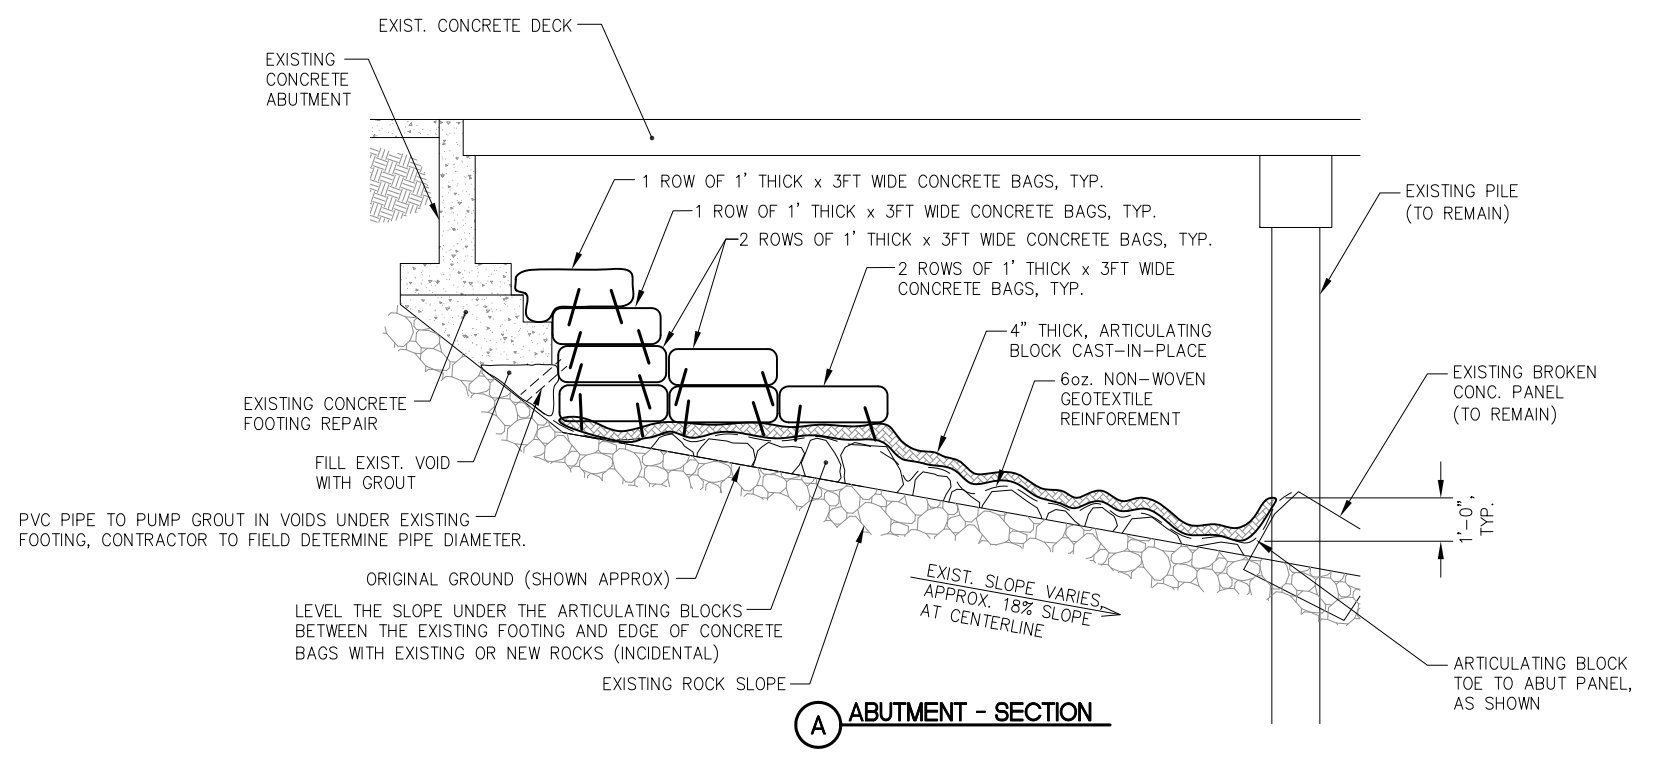 EXIST. CONCRETE DECK
EXISTING
CONCRETE
ABUTMENT
1 ROW OF 1' THICK x 3FT WIDE CONCRETE BAGS, TYP.
1 ROW OF 1' THICK x 3FT WIDE CONCRETE BAGS, TYP.
2 ROWS OF 1' THICK x 3FT WIDE CONCRETE BAGS, TYP.
2 ROWS OF 1' THICK x 3FT WIDE
CONCRETE BAGS, TYP.
EXISTING PILE
(TO REMAIN)
4" THICK, ARTICULATING
BLOCK CAST-IN-PLACE
6oz. NON-WOVEN
GEOTEXTILE
REINFORCEMENT
EXISTING BROKEN
CONC. PANEL
(TO REMAIN)
EXISTING CONCRETE
FOOTING REPAIR
FILL EXIST. VOID
WITH GROUT
PVC PIPE TO PUMP GROUT IN VOIDS UNDER EXISTING
FOOTING, CONTRACTOR TO FIELD DETERMINE PIPE DIAMETER.
1'-0",
TYP.
ORIGINAL GROUND (SHOWN APPROX)
LEVEL THE SLOPE UNDER THE ARTICULATING BLOCKS
BETWEEN THE EXISTING FOOTING AND EDGE OF CONCRETE
BAGS WITH EXISTING OR NEW ROCKS (INCIDENTAL)
EXISTING ROCK SLOPE
EXIST. SLOPE VARIES,
APPROX. 18% SLOPE
AT CENTERLINE
ARTICULATING BLOCK
TOE TO ABUT PANEL,
AS SHOWN
A ABUTMENT - SECTION